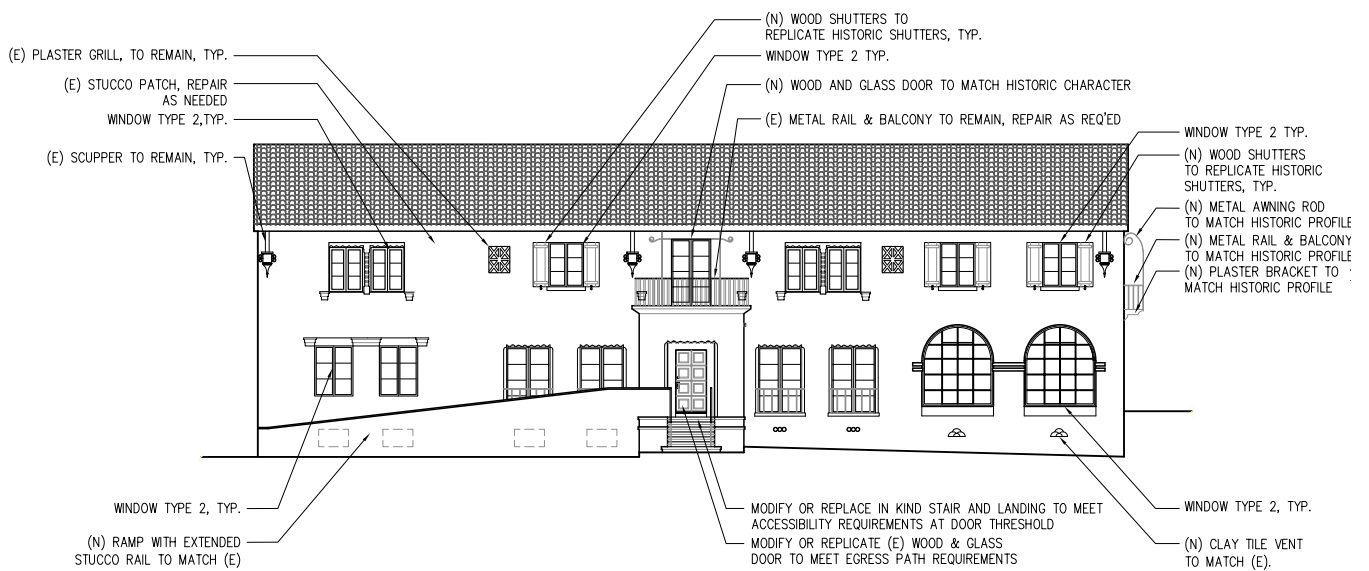 (N) WOOD SHUTTERS TO
REPLICATE HISTORIC SHUTTERS, TYP.
(E) PLASTER GRILL, TO REMAIN, TYP.
WINDOW TYPE 2 TYP.
(E) STUCCO PATCH, REPAIR
AS NEEDED
(N) WOOD AND GLASS DOOR TO MATCH HISTORIC CHARACTER
WINDOW TYPE 2,TYP.
(E) METAL RAIL & BALCONY TO REMAIN, REPAIR AS REQ'ED
(E) SCUPPER TO REMAIN, TYP.
WINDOW TYPE 2 TYP.
(N) WOOD SHUTTERS
TO REPLICATE HISTORIC
SHUTTERS, TYP.
(N) METAL AWNING ROD
TO MATCH HISTORIC PROFILE
(N) METAL RAIL & BALCONY
TO MATCH HISTORIC PROFILE
(N) PLASTER BRACKET TO
MATCH HISTORIC PROFILE
WINDOW TYPE 2, TYP.
(N) RAMP WITH EXTENDED
STUCCO RAIL TO MATCH (E)
MODIFY OR REPLACE IN KIND STAIR AND LANDING TO MEET
ACCESSIBILITY REQUIREMENTS AT DOOR THRESHOLD
MODIFY OR REPLICATE (E) WOOD & GLASS
DOOR TO MEET EGRESS PATH REQUIREMENTS
WINDOW TYPE 2, TYP.
(N) CLAY TILE VENT
TO MATCH (E).